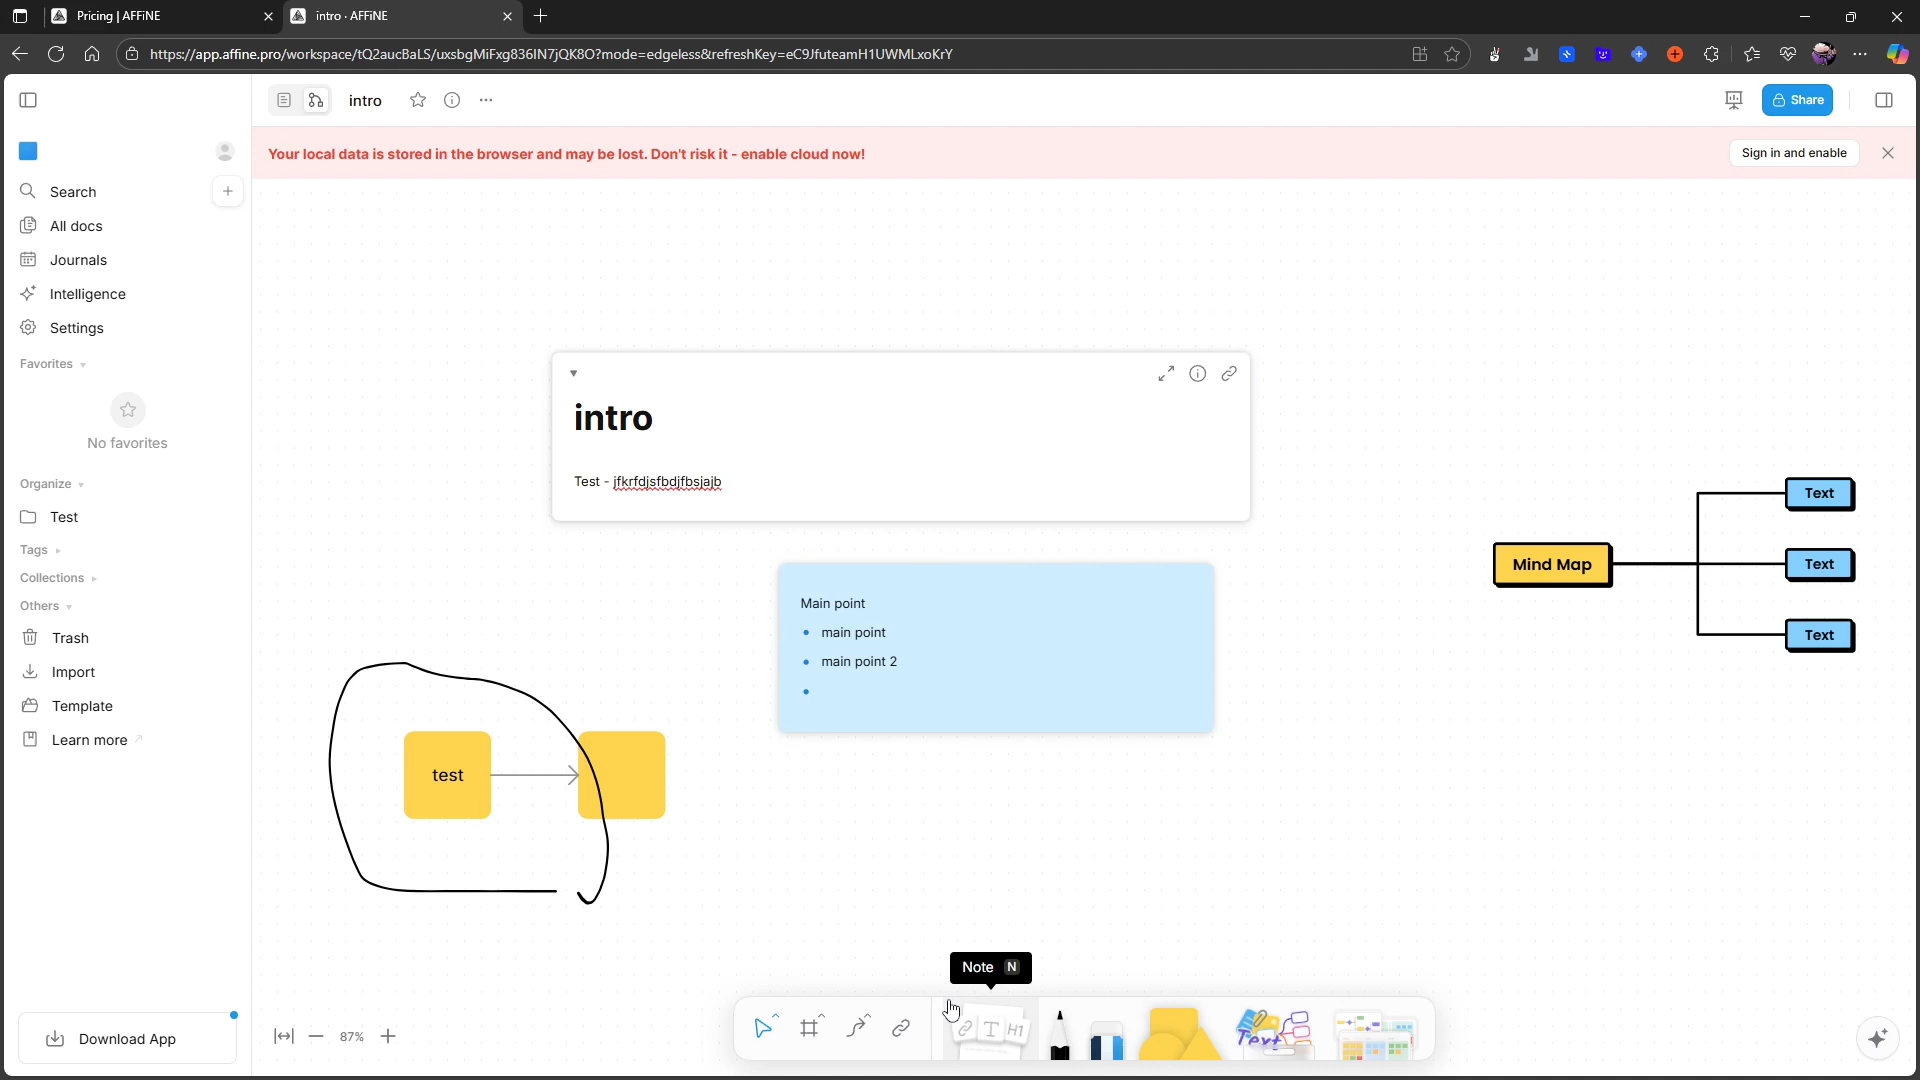 Pricing | AFFiNE
intro · AFFiNE
https://app.affine.pro/workspace/tQ2aucBaLS/uxsbgMiFxg836IN7jQK8O?mode=edgeless&refreshKey=eC9JfuteamH1UWMLxoKrY
intro
Share
Your local data is stored in the browser and may be lost. Don't risk it - enable cloud now!
Sign in and enable
Search
All docs
Journals
Intelligence
Settings
Favorites
No favorites
Organize
Test
Tags
Collections
Others
Trash
Import
Template
Learn more
Download App
intro
Test - jfkrfdjsfbdjfbsjajb
Main point
main point
main point 2
Mind Map
Text
Text
Text
test
Note N
87%
T H1
Text